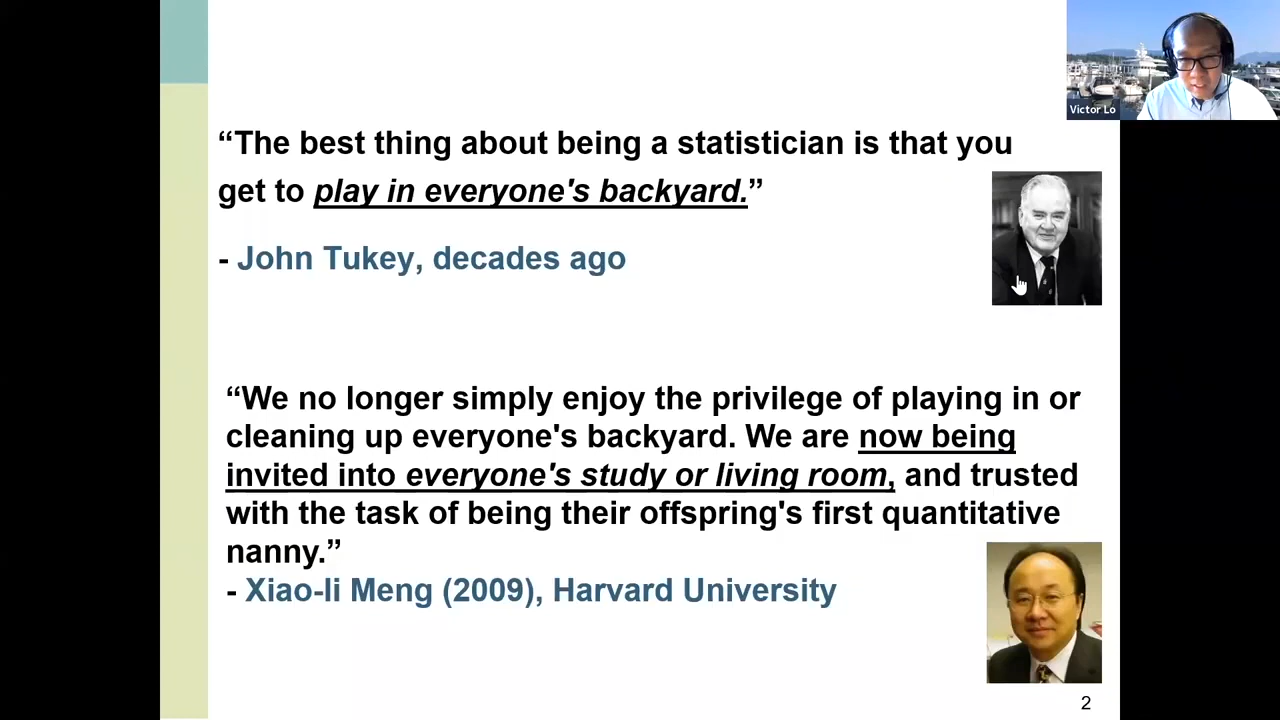 Victor Lo
“The best thing about being a statistician is that you
get to play in everyone's backyard.”
- John Tukey, decades ago
“We no longer simply enjoy the privilege of playing in or
cleaning up everyone's backyard. We are now being
invited into everyone's study or living room, and trusted
with the task of being their offspring's first quantitative
nanny.”
- Xiao-li Meng (2009), Harvard University
2